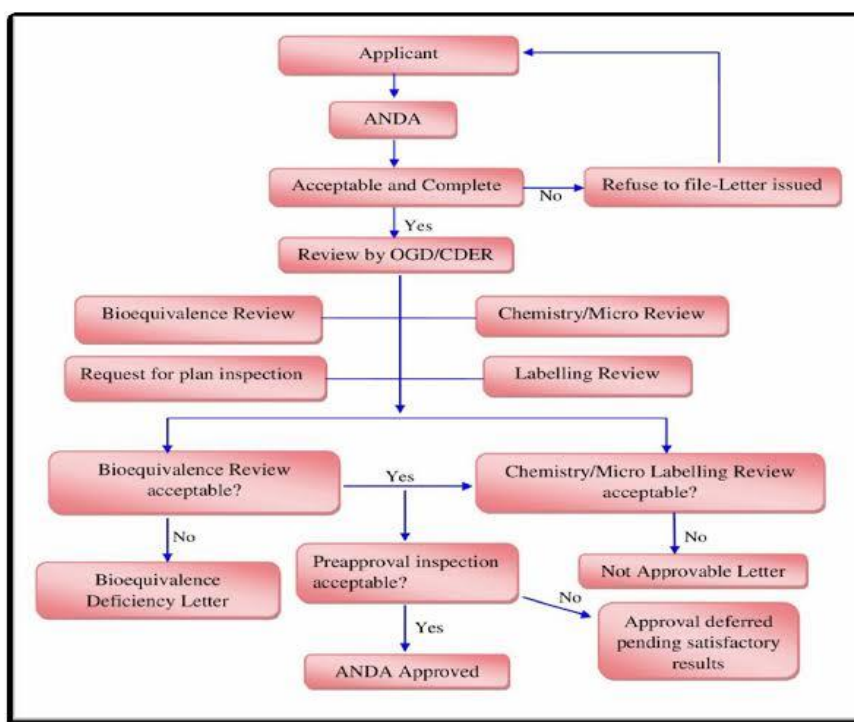 Applicant
ANDA
Acceptable and Complete
No
Refuse to file-Letter issued
Yes
Review by OGD/CDER
Bioequivalence Review
Chemistry/Micro Review
Request for plan inspection
Labelling Review
Bioequivalence Review
acceptable?
Yes
Chemistry/Micro Labelling Review
acceptable?
No
Bioequivalence
Deficiency Letter
Preapproval inspection
acceptable?
No
Not Approvable Letter
No
Approval deferred
pending satisfactory
results
Yes
ANDA Approved